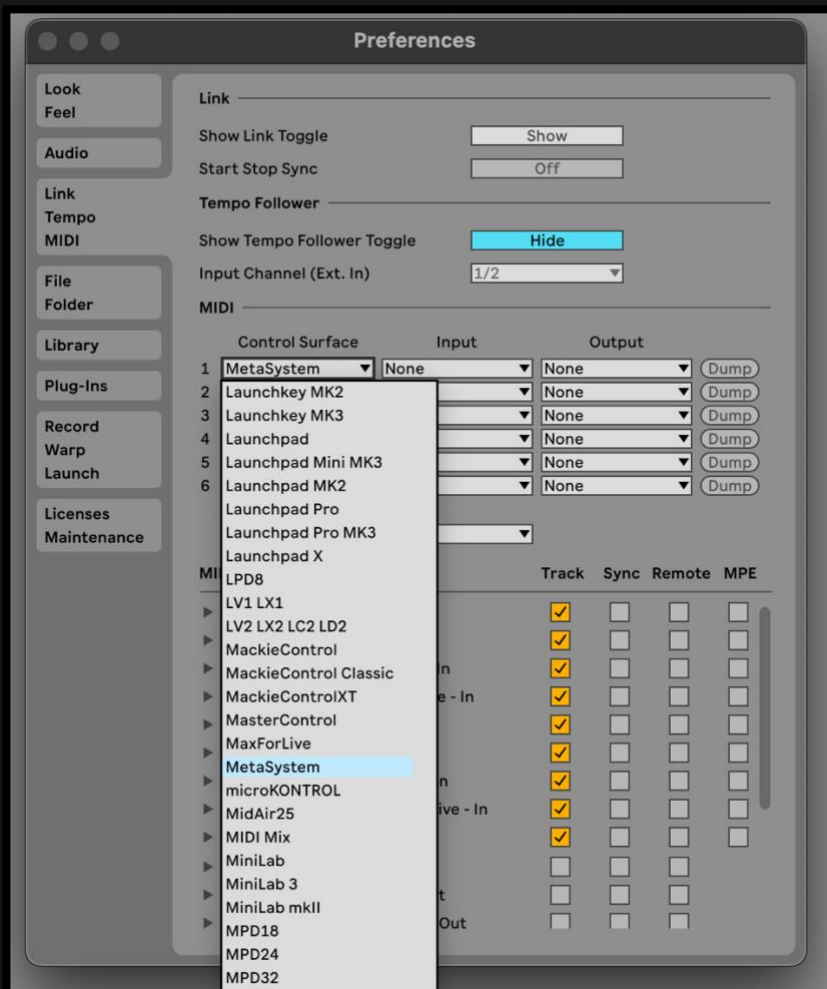 Preferences
Look
Feel
Audio
Link
Tempo
MIDI
File
Folder
Library
Plug-Ins
Record
Warp
Launch
Licenses
Maintenance
Link
Show Link Toggle Show
Start Stop Sync Off
Tempo Follower
Show Tempo Follower Toggle Hide
Input Channel (Ext. In) 1/2
MIDI
Control Surface Input Output
1 MetaSystem None None Dump
2 None Dump
3 None Dump
4 None Dump
5 None Dump
6 None Dump
Launchkey MK2
Launchkey MK3
Launchpad
Launchpad Mini MK3
Launchpad MK2
Launchpad Pro
Launchpad Pro MK3
Launchpad X
LPD8
LV1 LX1
LV2 LX2 LC2 LD2
MackieControl
MackieControl Classic
MackieControlXT
MasterControl
MaxForLive
MetaSystem
microKONTROL
MidAir25
MIDI Mix
MiniLab
MiniLab 3
MiniLab mkII
MPD18
MPD24
MPD32
Track Sync Remote MPE
In
e - In
n
ive - In
t
Out